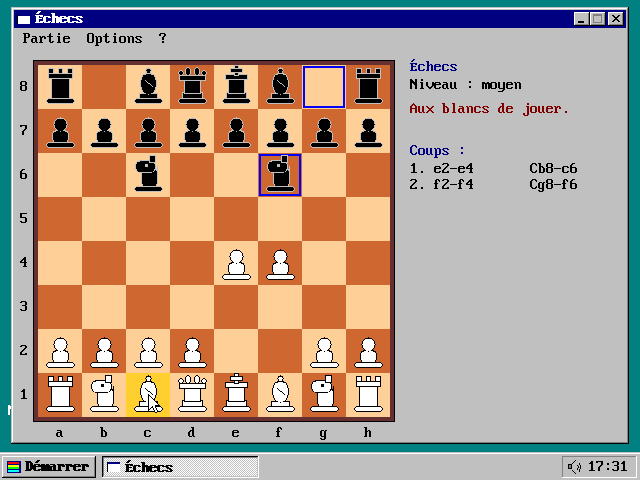 Échecs
Partie Options ?
8
7
6
5
4
3
2
1
a b c d e f g h
Échecs
Niveau : moyen
Aux blancs de jouer.
Coups :
1. e2-e4 Cb8-c6
2. f2-f4 Cg8-f6
Démarrer Échecs 17:31